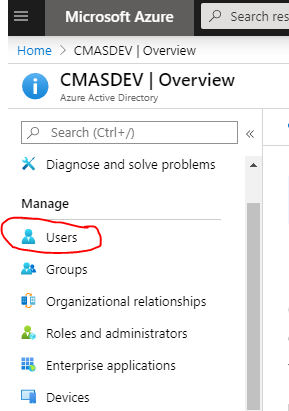 Microsoft Azure
Search res
Home > CMASDEV | Overview
CMASDEV | Overview
Azure Active Directory
Search (Ctrl+/)
«
Diagnose and solve problems
Manage
Users
Groups
Organizational relationships
Roles and administrators
Enterprise applications
Devices